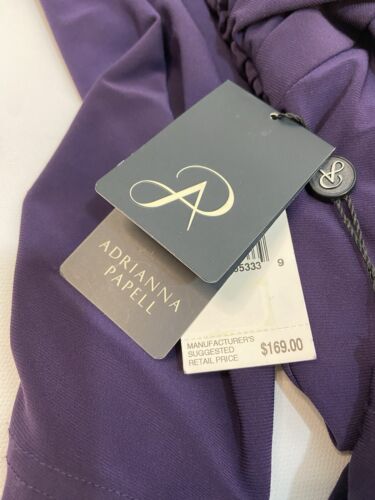 ADRIANNA
PAPELL
35333 9
MANUFACTURER'S
SUGGESTED
RETAIL PRICE
$169.00